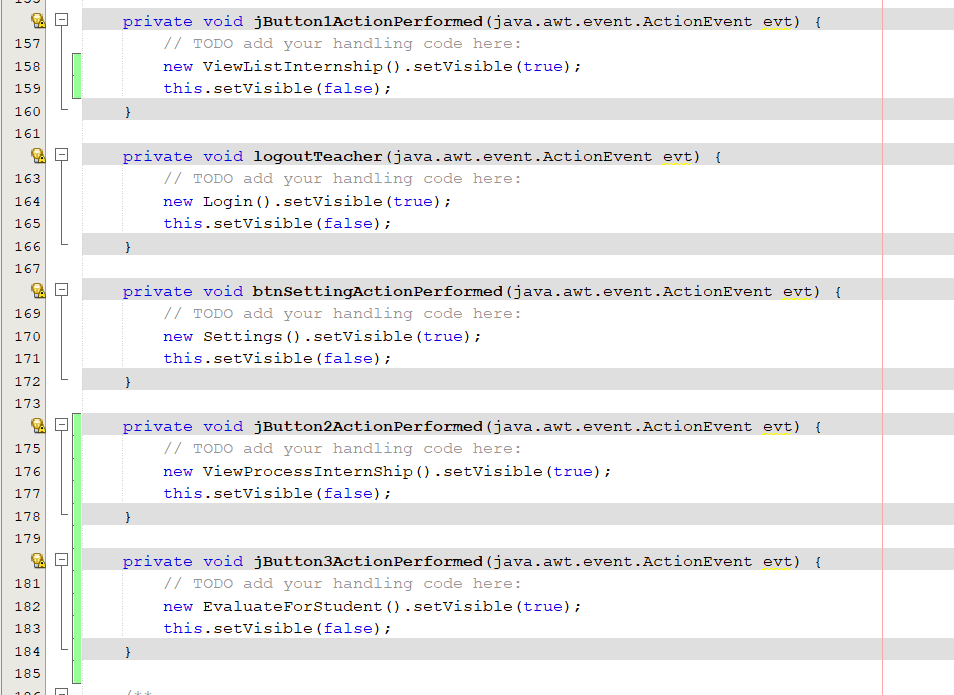 private void jButton1ActionPerformed(java.awt.event.ActionEvent evt) {
157 // TODO add your handling code here:
158 new ViewListInternship().setVisible(true);
159 this.setVisible(false);
160 }
161
private void logoutTeacher(java.awt.event.ActionEvent evt) {
163 // TODO add your handling code here:
164 new Login().setVisible(true);
165 this.setVisible(false);
166 }
167
private void btnSettingActionPerformed(java.awt.event.ActionEvent evt) {
169 // TODO add your handling code here:
170 new Settings().setVisible(true);
171 this.setVisible(false);
172 }
173
private void jButton2ActionPerformed(java.awt.event.ActionEvent evt) {
175 // TODO add your handling code here:
176 new ViewProcessInternShip().setVisible(true);
177 this.setVisible(false);
178 }
179
private void jButton3ActionPerformed(java.awt.event.ActionEvent evt) {
181 // TODO add your handling code here:
182 new EvaluateForStudent().setVisible(true);
183 this.setVisible(false);
184 }
185
/**